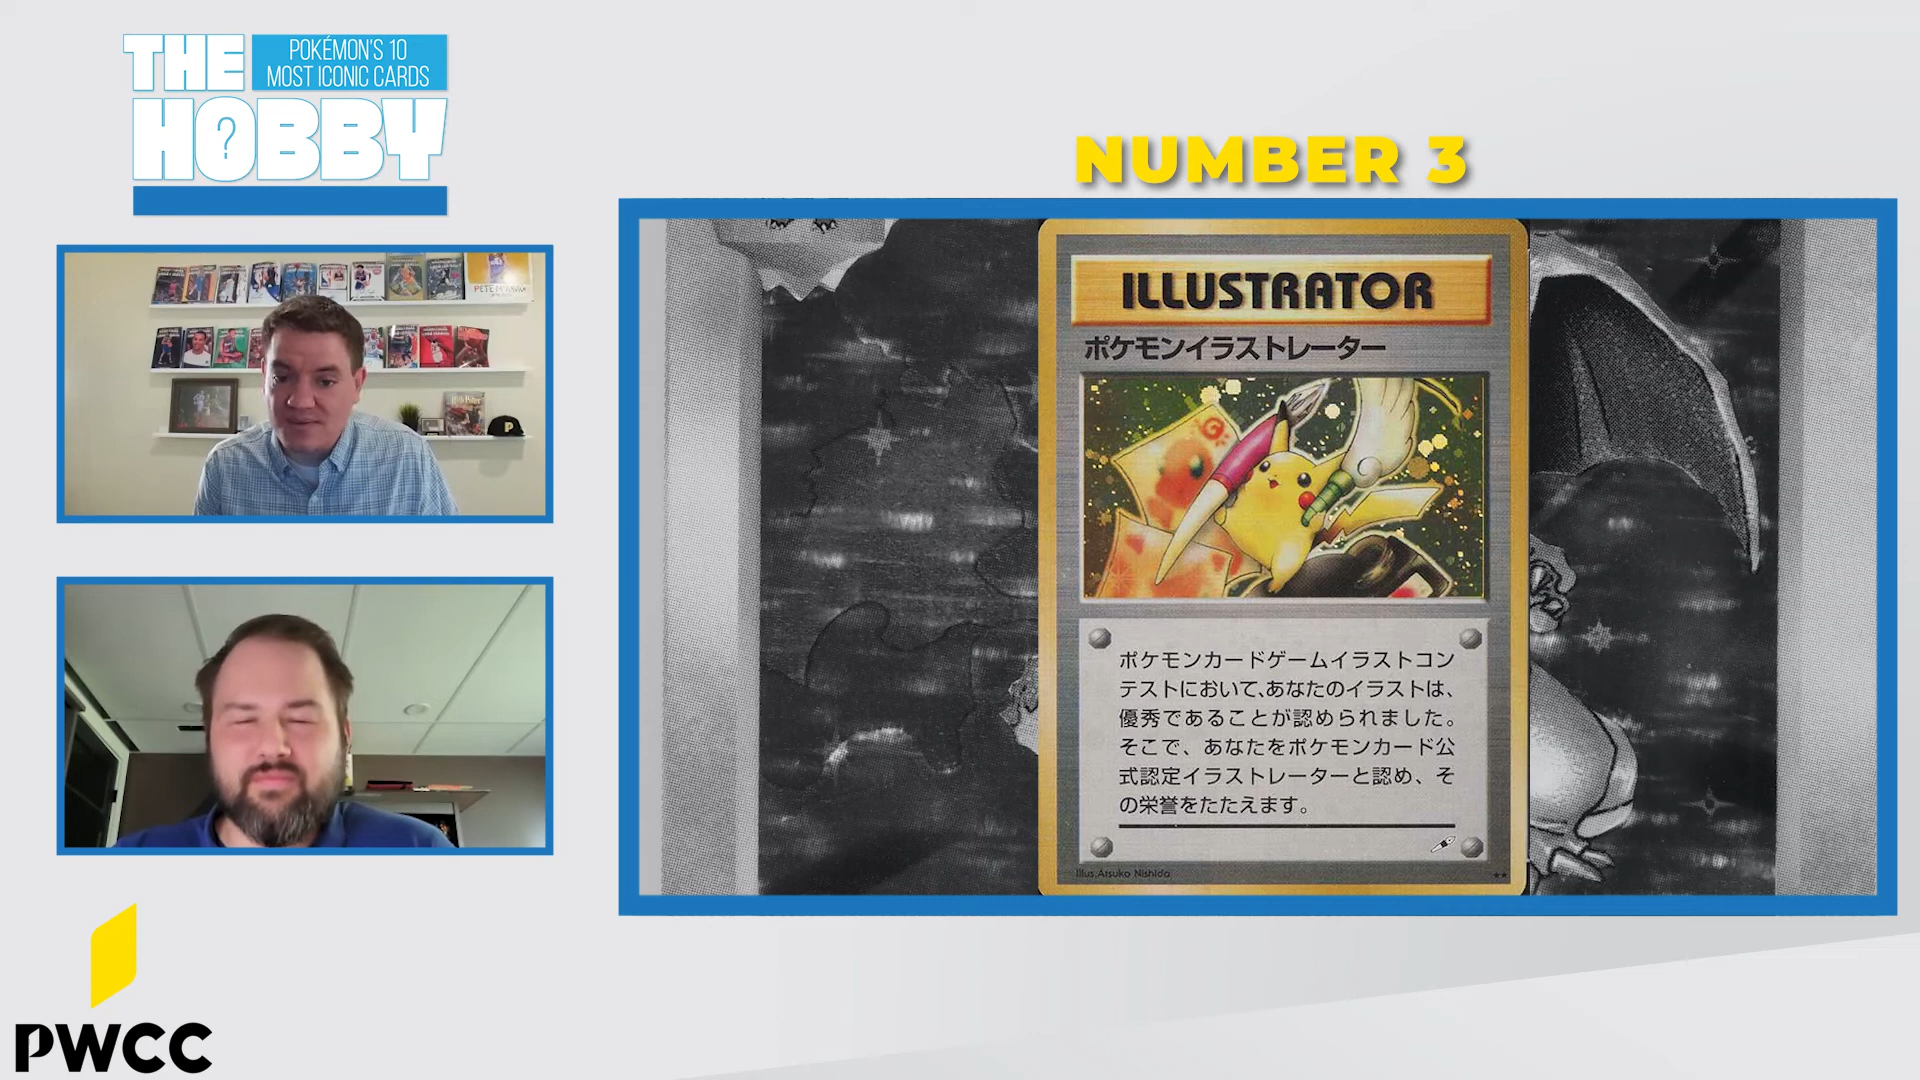 THE
POKÉMON'S 10
MOST ICONIC CARDS
HOBBY
?
NUMBER 3
ILLUSTRATOR
ポケモンイラストレーター
ポケモンカードゲームイラストコン
テストにおいて、あなたのイラストは、
優秀であることが認められました。
そこで、あなたをポケモンカード公
式認定イラストレーターと認め、そ
の栄誉をたたえます。
Illus. Atsuko Nishida
P
PWCC